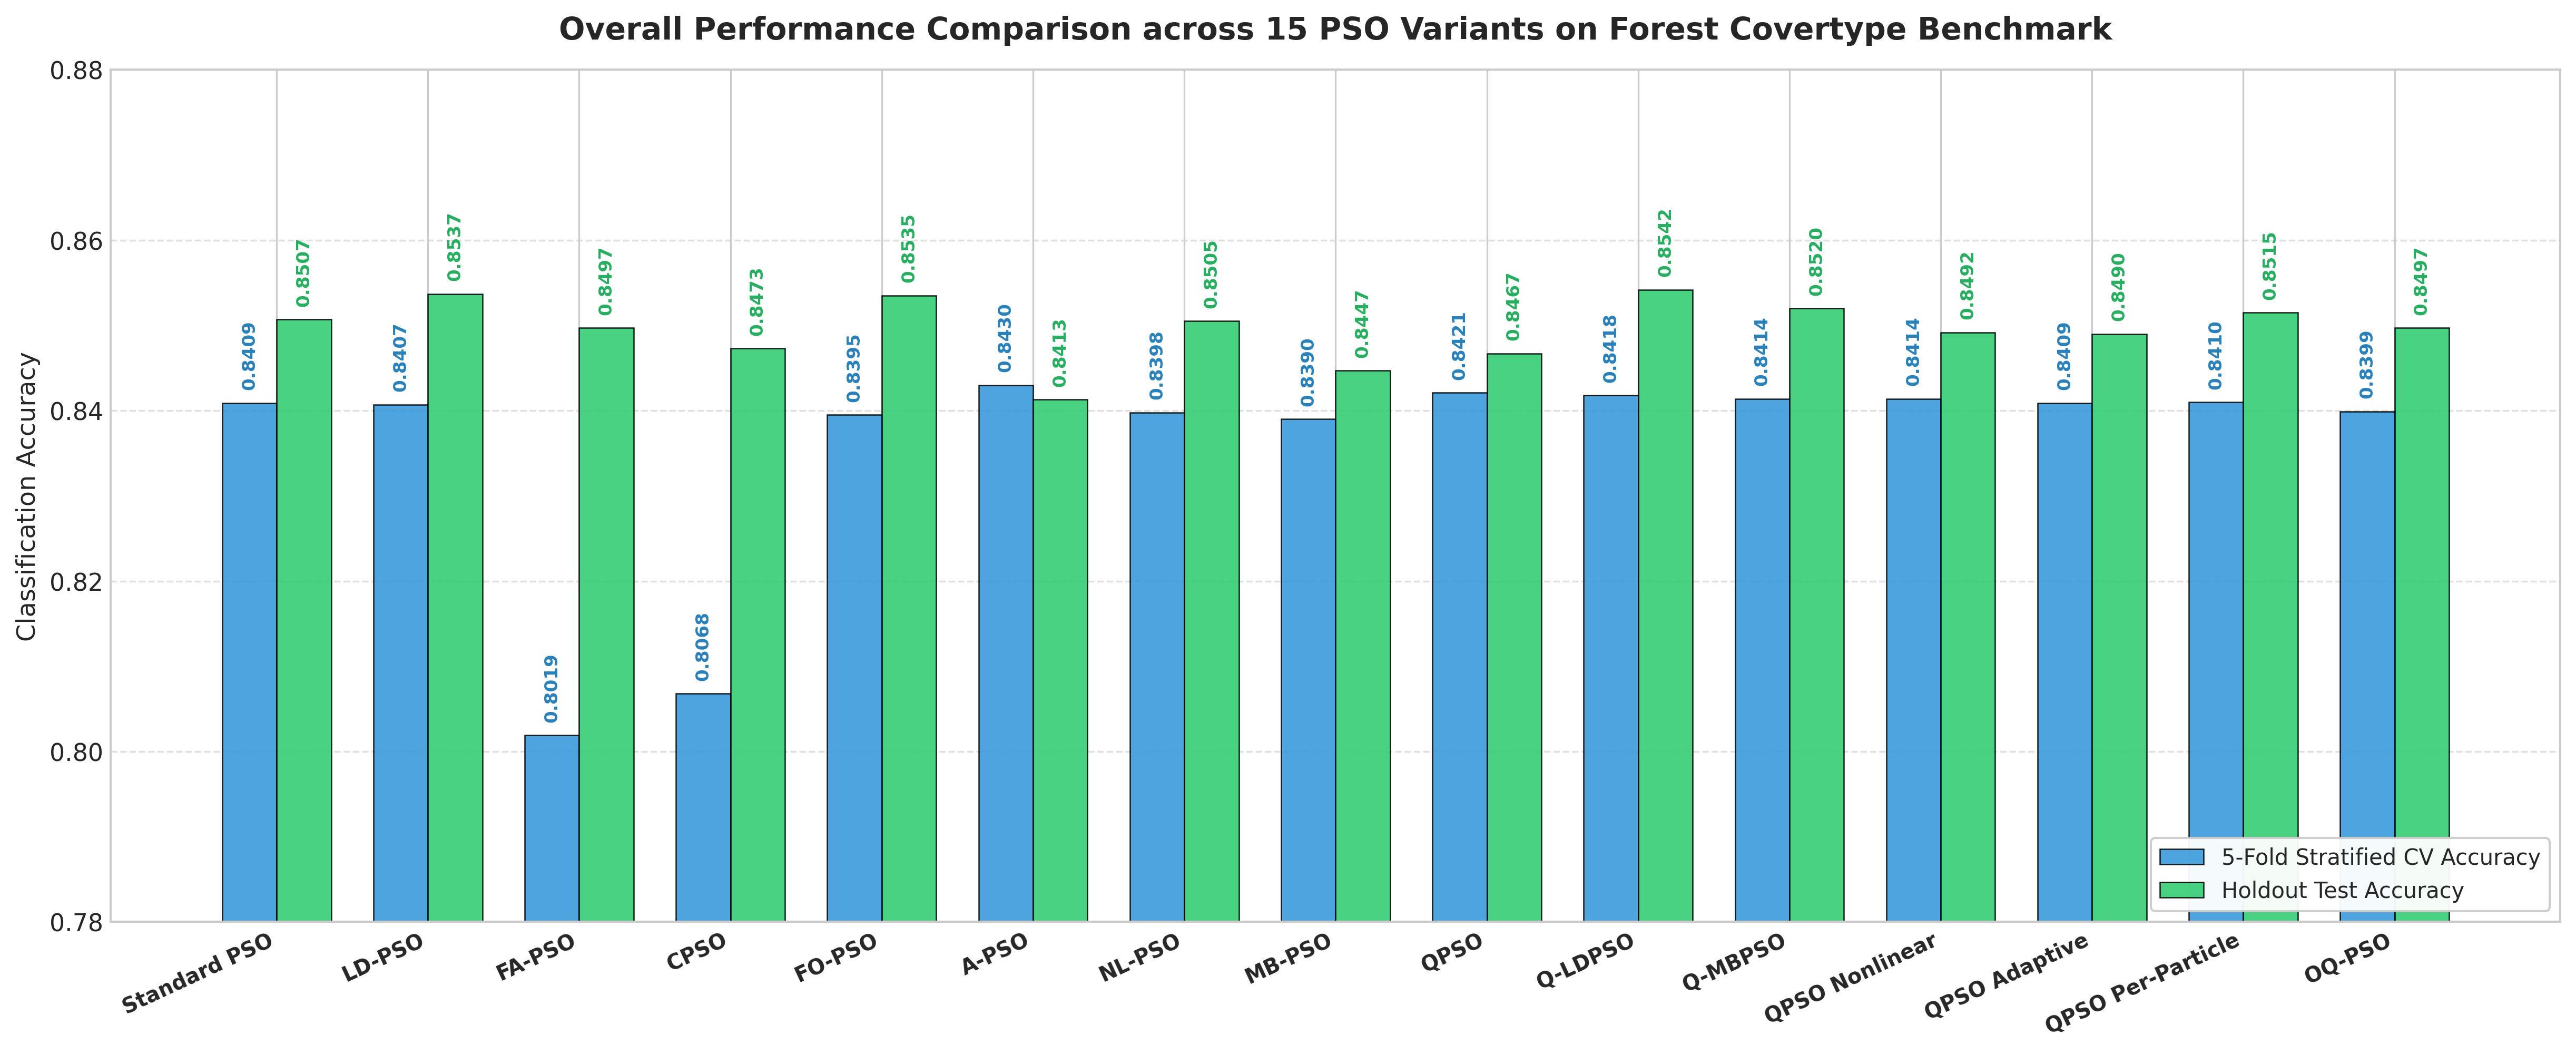 Overall Performance Comparison across 15 PSO Variants on Forest Covertype Benchmark
Classification Accuracy
0.88
0.86
0.84
0.82
0.80
0.78
0.8409
0.8507
0.8407
0.8537
0.8019
0.8497
0.8068
0.8473
0.8395
0.8535
0.8430
0.8413
0.8398
0.8505
0.8390
0.8447
0.8421
0.8467
0.8418
0.8542
0.8414
0.8520
0.8414
0.8492
0.8409
0.8490
0.8410
0.8515
0.8399
0.8497
5-Fold Stratified CV Accuracy
Holdout Test Accuracy
Standard PSO
LD-PSO
FA-PSO
CPSO
FO-PSO
A-PSO
NL-PSO
MB-PSO
QPSO
Q-LDPSO
Q-MBPSO
QPSO Nonlinear
QPSO Adaptive
QPSO Per-Particle
OQ-PSO